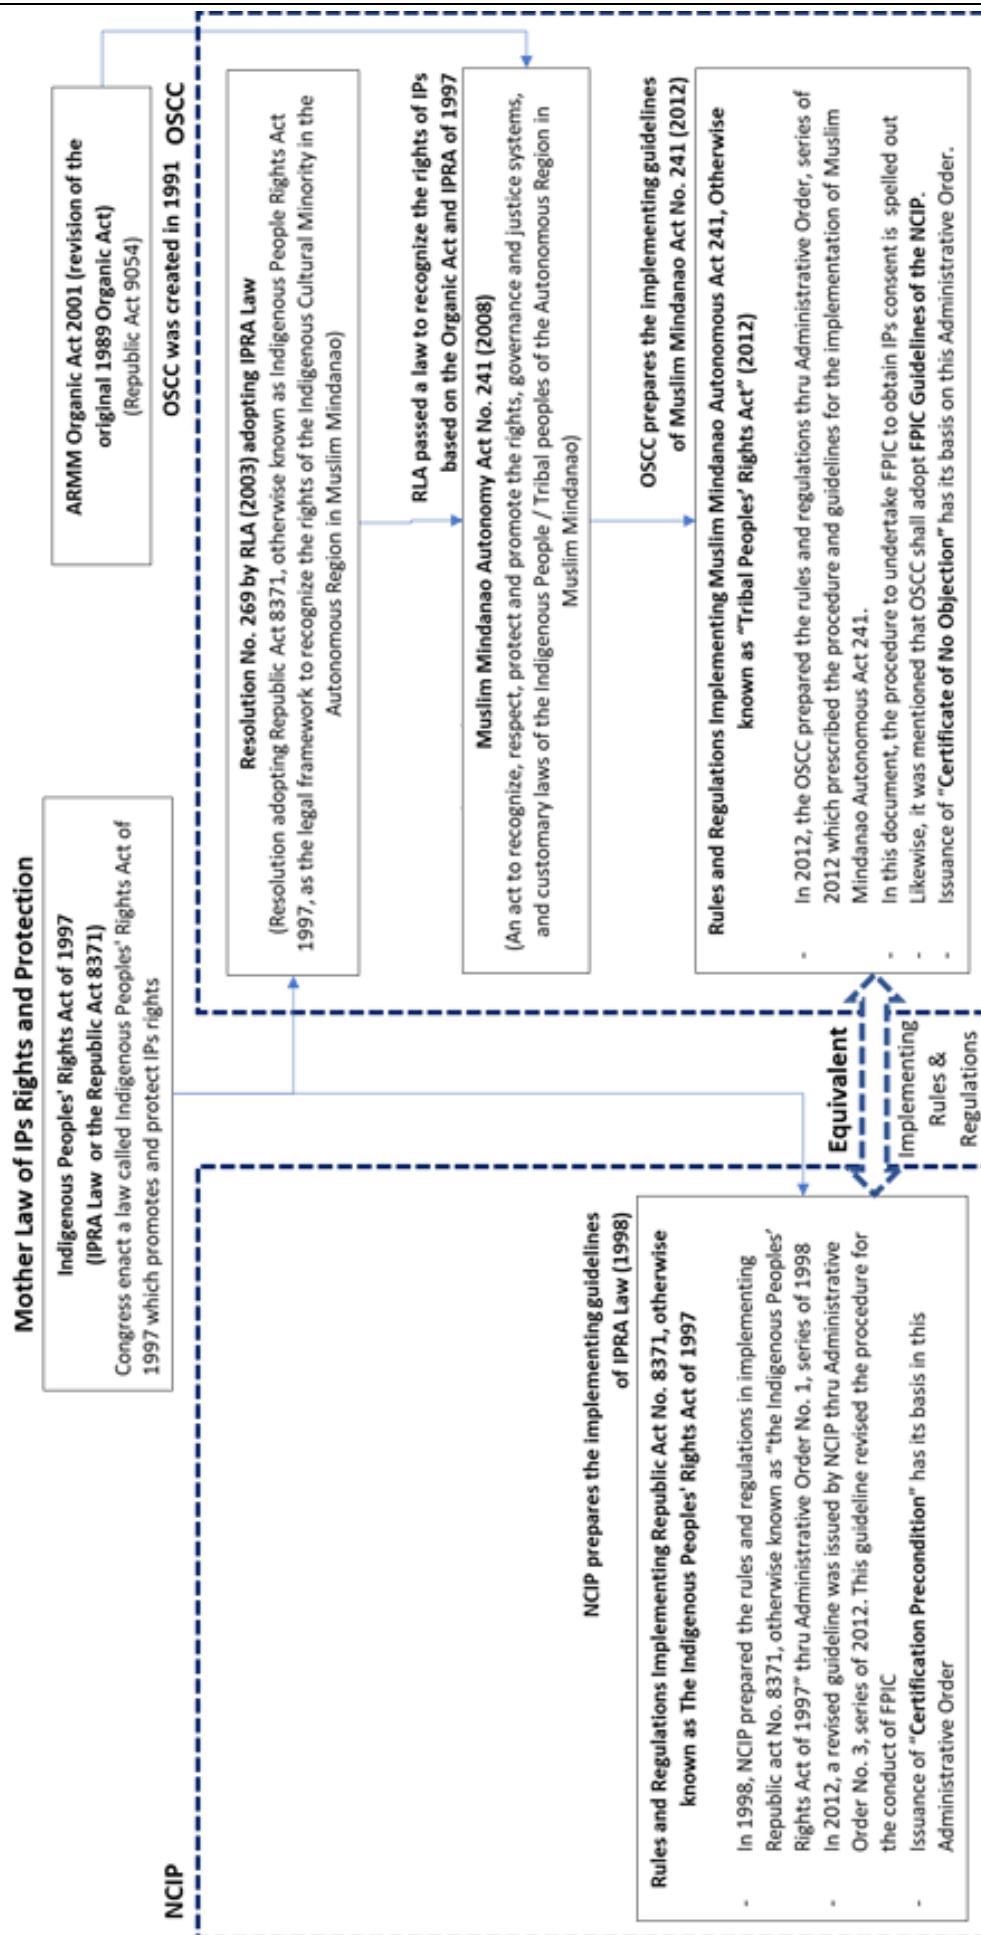 Mother Law of IPs Rights and Protection
Indigenous Peoples' Rights Act of 1997
(IPRA Law or the Republic Act 8371)
Congress enact a law called Indigenous Peoples' Rights Act of
1997 which promotes and protect IPs rights
ARMM Organic Act 2001 (revision of the
original 1989 Organic Act)
(Republic Act 9054)
NCIP
OSCC was created in 1991 OSCC
NCIP prepares the implementing guidelines
of IPRA Law (1998)
Rules and Regulations Implementing Republic Act No. 8371, otherwise
known as The Indigenous Peoples' Rights Act of 1997
- In 1998, NCIP prepared the rules and regulations in implementing
Republic act No. 8371, otherwise known as "the Indigenous Peoples'
Rights Act of 1997" thru Administrative Order No. 1, series of 1998
- In 2012, a revised guideline was issued by NCIP thru Administrative
Order No. 3, series of 2012. This guideline revised the procedure for
the conduct of FPIC
- Issuance of "Certification Precondition" has its basis in this
Administrative Order
Equivalent
Implementing
Rules &
Regulations
Resolution No. 269 by RLA (2003) adopting IPRA Law
(Resolution adopting Republic Act 8371, otherwise known as Indigenous People Rights Act
1997, as the legal framework to recognize the rights of the Indigenous Cultural Minority in the
Autonomous Region in Muslim Mindanao)
RLA passed a law to recognize the rights of IPs
based on the Organic Act and IPRA of 1997
Muslim Mindanao Autonomy Act No. 241 (2008)
(An act to recognize, respect, protect and promote the rights, governance and justice systems,
and customary laws of the Indigenous People / Tribal peoples of the Autonomous Region in
Muslim Mindanao)
OSCC prepares the implementing guidelines
of Muslim Mindanao Act No. 241 (2012)
Rules and Regulations Implementing Muslim Mindanao Autonomous Act 241, Otherwise
known as "Tribal Peoples' Rights Act" (2012)
- In 2012, the OSCC prepared the rules and regulations thru Administrative Order, series of
2012 which prescribed the procedure and guidelines for the implementation of Muslim
Mindanao Autonomous Act 241.
- In this document, the procedure to undertake FPIC to obtain IPs consent is spelled out
- Likewise, it was mentioned that OSCC shall adopt FPIC Guidelines of the NCIP.
- Issuance of "Certificate of No Objection" has its basis on this Administrative Order.